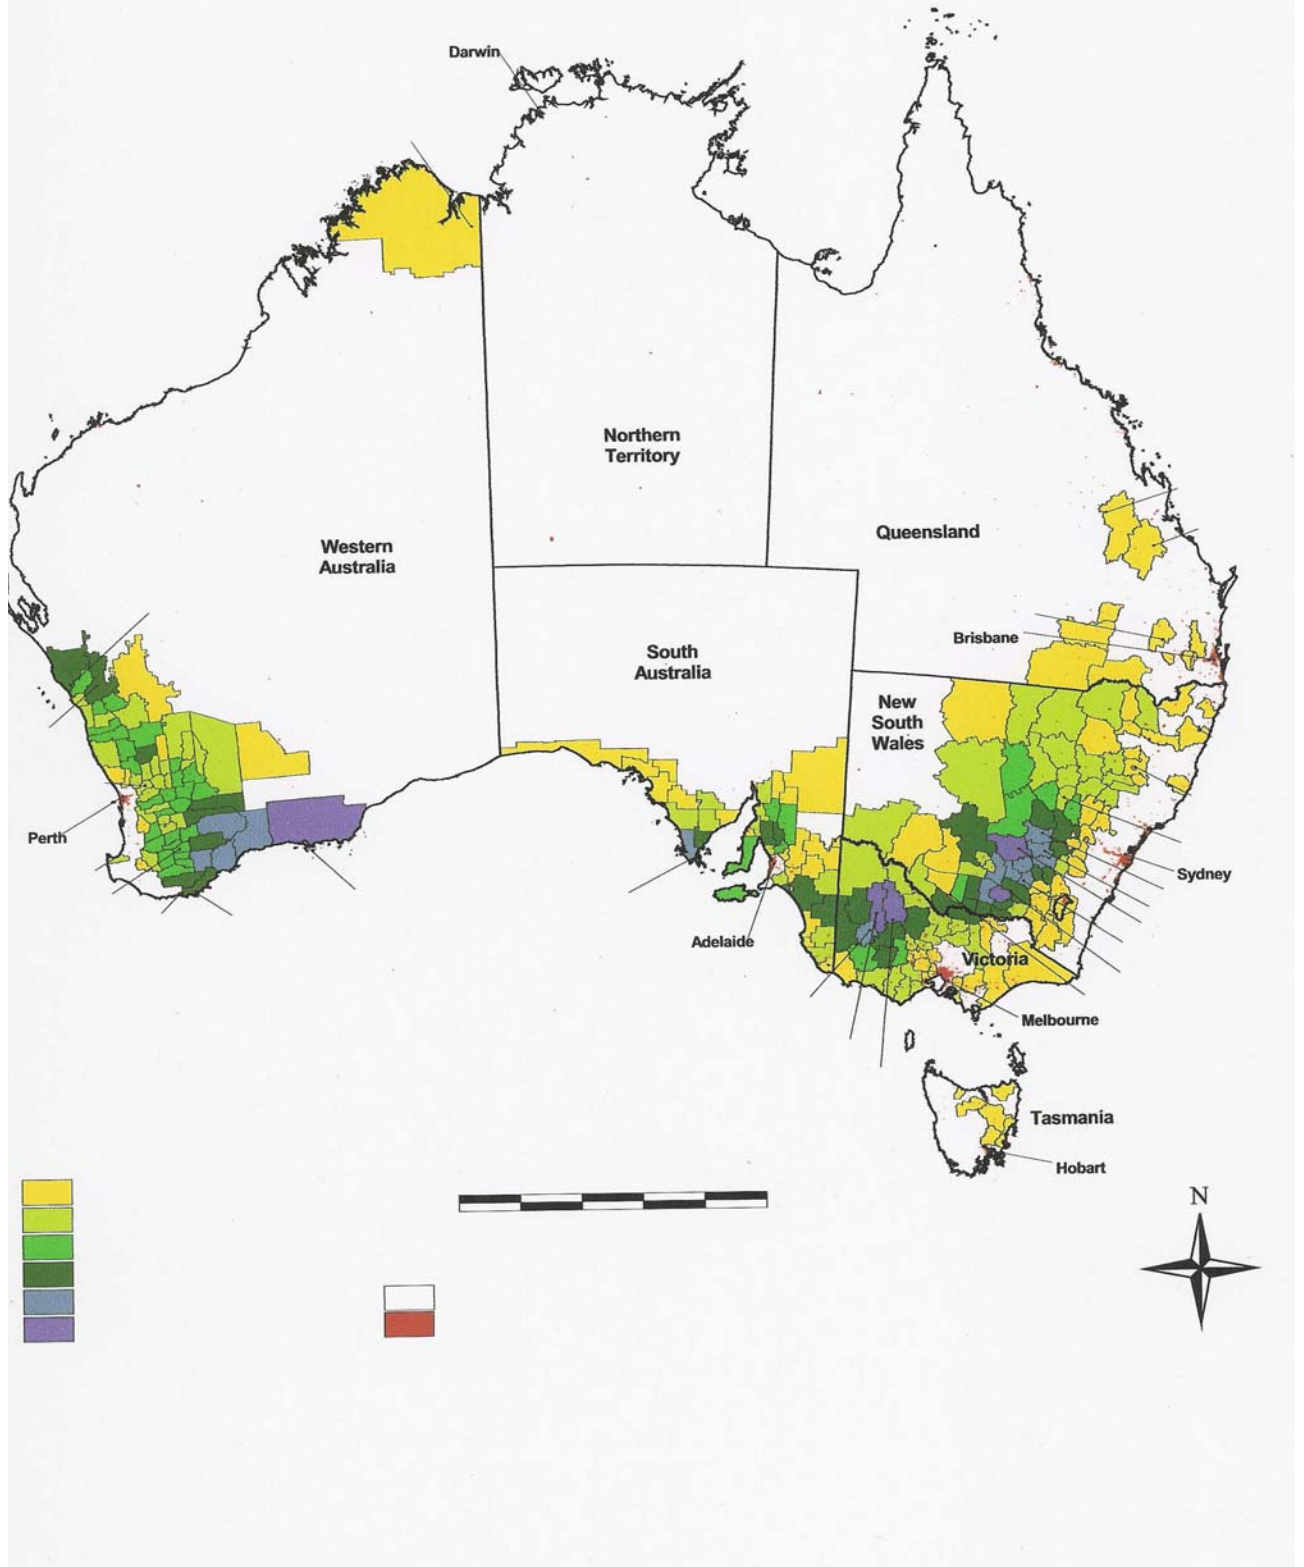 Darwin
Northern
Territory
Western
Australia
Queensland
South
Australia
Brisbane
New
South
Wales
Perth
Sydney
Adelaide
Victoria
Melbourne
Tasmania
Hobart
N